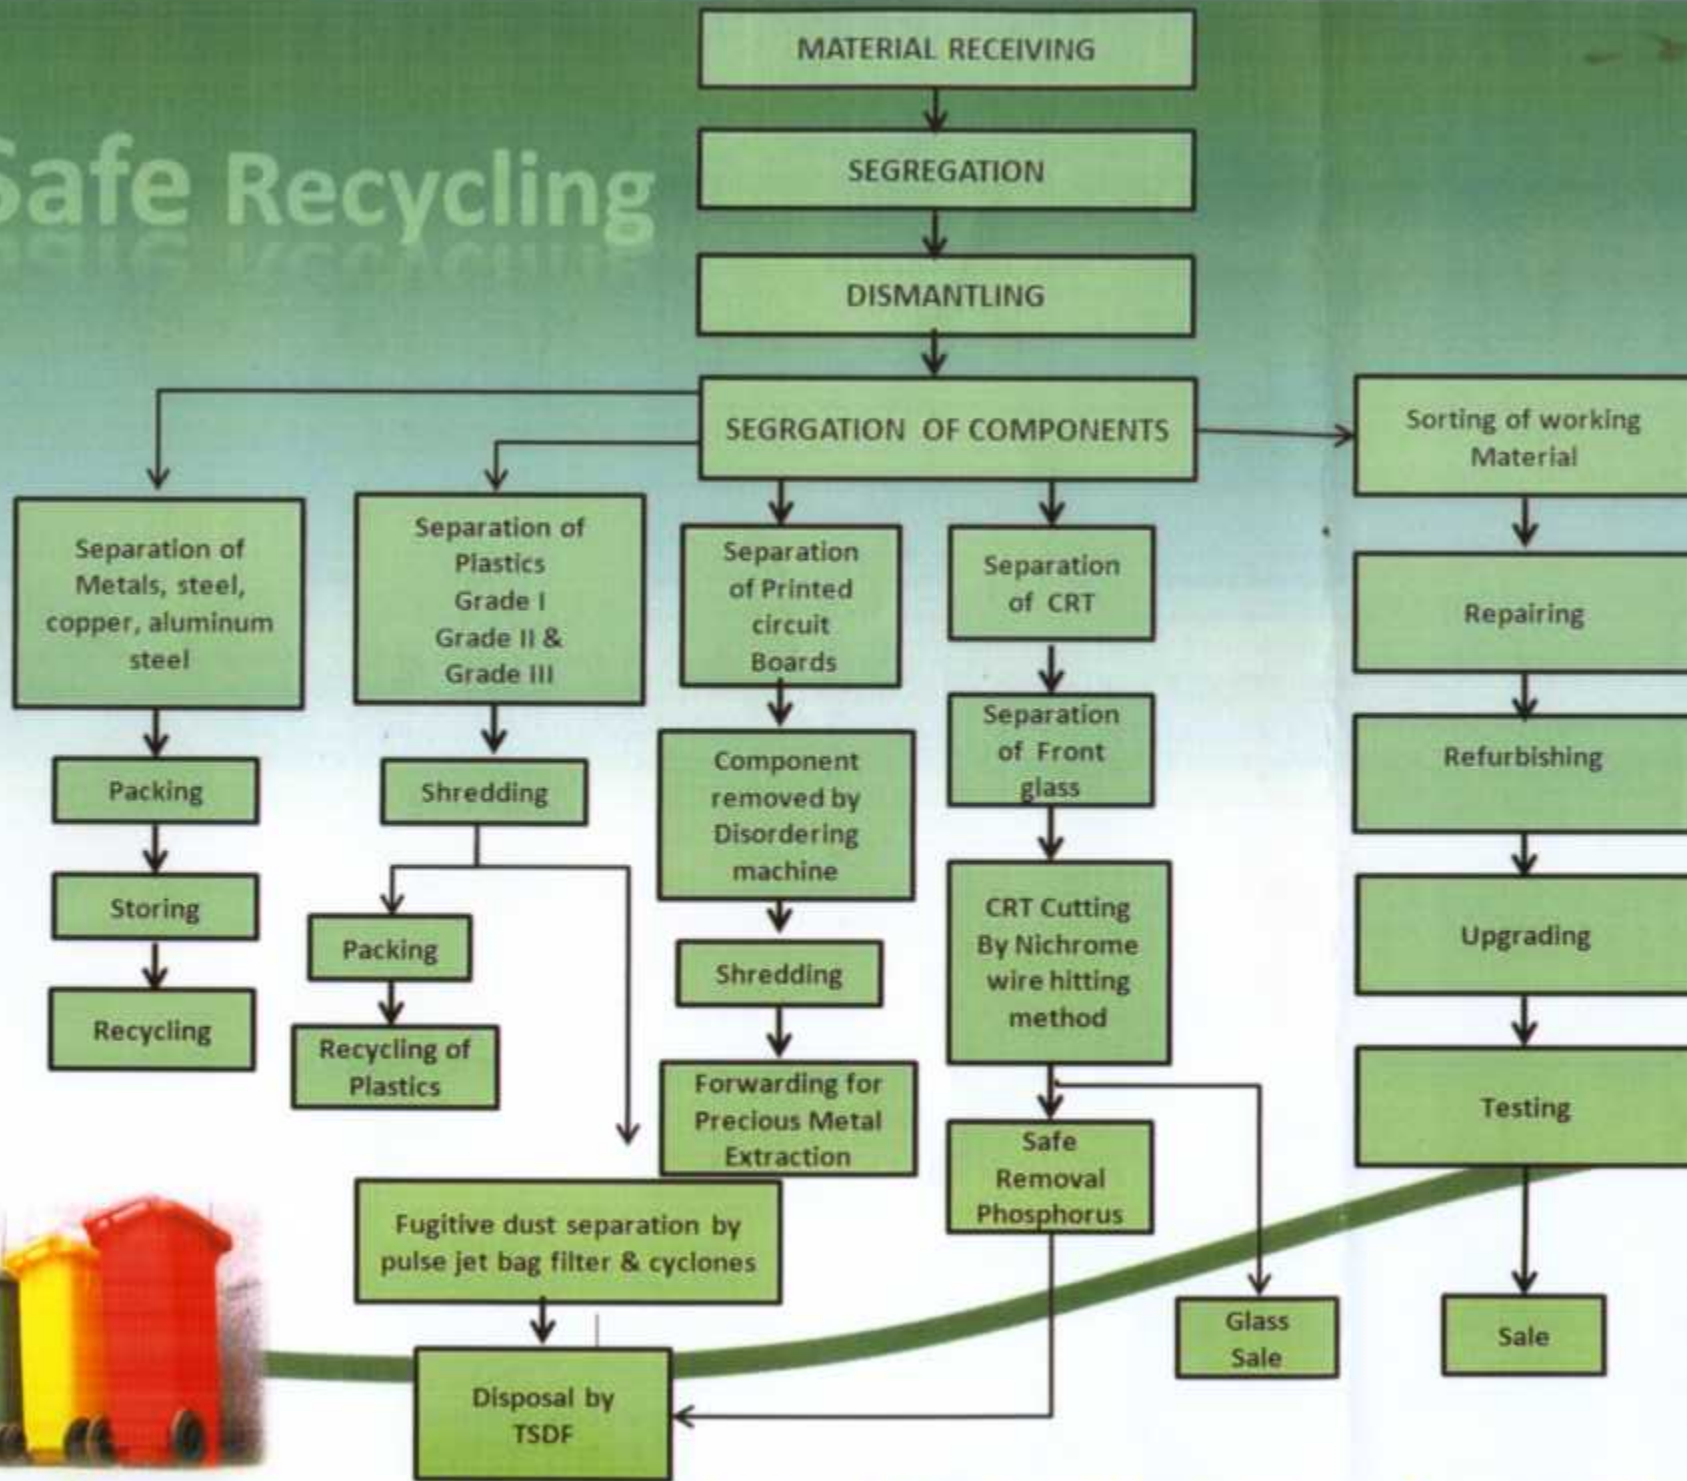 MATERIAL RECEIVING
Safe Recycling
SEGREGATION
DISMANTLING
SEGRGATION OF COMPONENTS
Sorting of working
Material
Separation of
Metals, steel,
copper, aluminum
steel
Packing
Storing
Recycling
Separation of
Plastics
Grade I
Grade II &
Grade III
Shredding
Packing
Recycling of
Plastics
Fugitive dust separation by
pulse jet bag filter & cyclones
Disposal by
TSDF
Separation
of Printed
circuit
Boards
Component
removed by
Disordering
machine
Shredding
Forwarding for
Precious Metal
Extraction
Separation
of CRT
Separation
of Front
glass
CRT Cutting
By Nichrome
wire hitting
method
Safe
Removal
Phosphorus
Glass
Sale
Repairing
Refurbishing
Upgrading
Testing
Sale